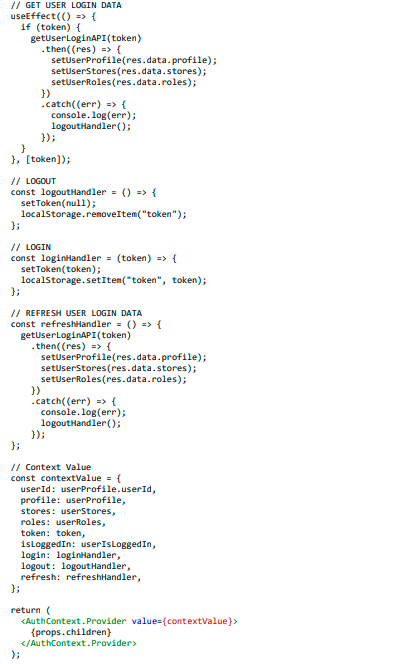 // GET USER LOGIN DATA
useEffect(() => {
  if (token) {
    getUserLoginAPI(token)
      .then((res) => {
        setUserProfile(res.data.profile);
        setUserStores(res.data.stores);
        setUserRoles(res.data.roles);
      })
      .catch((err) => {
        console.log(err);
        logoutHandler();
      });
  }
}, [token]);

// LOGOUT
const logoutHandler = () => {
  setToken(null);
  localStorage.removeItem("token");
};

// LOGIN
const loginHandler = (token) => {
  setToken(token);
  localStorage.setItem("token", token);
};

// REFRESH USER LOGIN DATA
const refreshHandler = () => {
  getUserLoginAPI(token)
    .then((res) => {
      setUserProfile(res.data.profile);
      setUserStores(res.data.stores);
      setUserRoles(res.data.roles);
    })
    .catch((err) => {
      console.log(err);
      logoutHandler();
    });
};

// Context Value
const contextValue = {
  userId: userProfile.userId,
  profile: userProfile,
  stores: userStores,
  roles: userRoles,
  token: token,
  isLoggedIn: userIsLoggedIn,
  login: loginHandler,
  logout: logoutHandler,
  refresh: refreshHandler,
};

return (
  <AuthContext.Provider value={contextValue}>
    {props.children}
  </AuthContext.Provider>
);